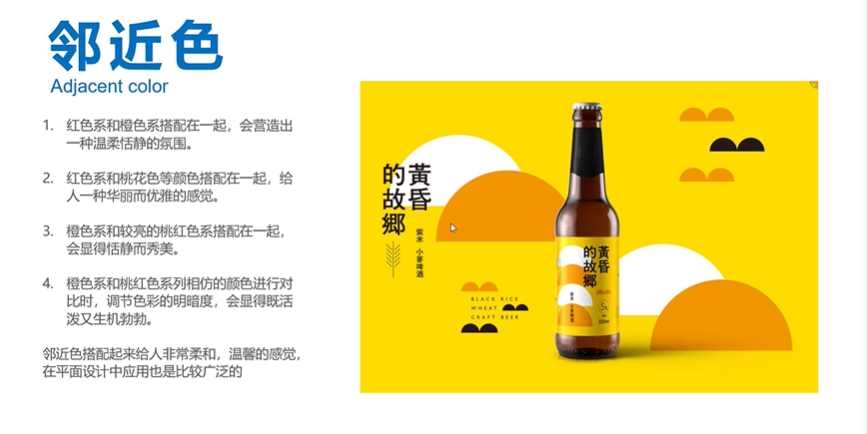 邻近色
Adjacent color
1. 红色系和橙色系搭配在一起，会营造出
一种温柔恬静的氛围。
2. 红色系和桃花色等颜色搭配在一起，给
人一种华丽而优雅的感觉。
3. 橙色系和较亮的桃红色系搭配在一起，
会显得恬静而秀美。
4. 橙色系和桃红色系列相仿的颜色进行对
比时，调节色彩的明暗度，会显得既活
泼又生机勃勃。
邻近色搭配起来给人非常柔和，温馨的感觉，
在平面设计中应用也是比较广泛的
黃昏
的故鄉
紫米 小麥啤酒
BLACK RICE
WHEAT
CRAFT BEER
黃昏
的故鄉
紫米 小麥啤酒
5%
330ml